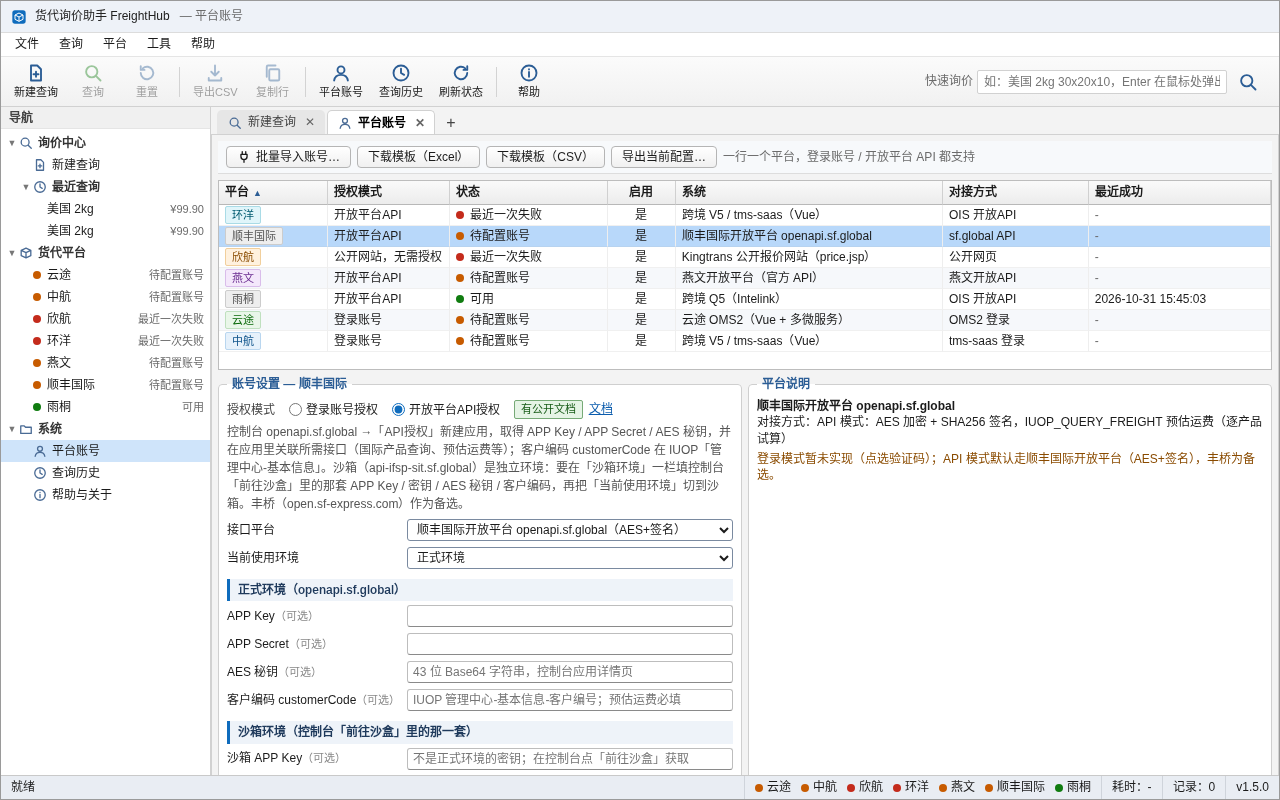 货代询价助手 FreightHub — 平台账号
文件 查询 平台 工具 帮助
新建查询 查询 重置 导出CSV 复制行 平台账号 查询历史 刷新状态 帮助
快速询价 如：美国 2kg 30x20x10，Enter 在鼠标处弹出
导航
询价中心
新建查询
最近查询
美国 2kg ¥99.90
美国 2kg ¥99.90
货代平台
云途 待配置账号
中航 待配置账号
欣航 最近一次失败
环洋 最近一次失败
燕文 待配置账号
顺丰国际 待配置账号
雨桐 可用
系统
平台账号
查询历史
帮助与关于
新建查询 ✕ 平台账号 ✕ +
批量导入账号… 下载模板（Excel） 下载模板（CSV） 导出当前配置… 一行一个平台，登录账号 / 开放平台 API 都支持
平台 ▲ 授权模式 状态 启用 系统 对接方式 最近成功
环洋 开放平台API 最近一次失败 是 跨境 V5 / tms-saas（Vue） OIS 开放API -
顺丰国际 开放平台API 待配置账号 是 顺丰国际开放平台 openapi.sf.global sf.global API -
欣航 公开网站，无需授权 最近一次失败 是 Kingtrans 公开报价网站（price.jsp） 公开网页 -
燕文 开放平台API 待配置账号 是 燕文开放平台（官方 API） 燕文开放API -
雨桐 开放平台API 可用 是 跨境 Q5（Intelink） OIS 开放API 2026-10-31 15:45:03
云途 登录账号 待配置账号 是 云途 OMS2（Vue + 多微服务） OMS2 登录 -
中航 登录账号 待配置账号 是 跨境 V5 / tms-saas（Vue） tms-saas 登录 -
账号设置 — 顺丰国际
授权模式 登录账号授权 开放平台API授权 有公开文档 文档
控制台 openapi.sf.global →「API授权」新建应用，取得 APP Key / APP Secret / AES 秘钥，并
在应用里关联所需接口（国际产品查询、预估运费等）；客户编码 customerCode 在 IUOP「管
理中心-基本信息」。沙箱（api-ifsp-sit.sf.global）是独立环境：要在「沙箱环境」一栏填控制台
「前往沙盒」里的那套 APP Key / 密钥 / AES 秘钥 / 客户编码，再把「当前使用环境」切到沙
箱。丰桥（open.sf-express.com）作为备选。
接口平台 顺丰国际开放平台 openapi.sf.global（AES+签名）
当前使用环境 正式环境
正式环境（openapi.sf.global）
APP Key（可选）
APP Secret（可选）
AES 秘钥（可选） 43 位 Base64 字符串，控制台应用详情页
客户编码 customerCode（可选） IUOP 管理中心-基本信息-客户编号；预估运费必填
沙箱环境（控制台「前往沙盒」里的那一套）
沙箱 APP Key（可选） 不是正式环境的密钥；在控制台点「前往沙盒」获取
平台说明
顺丰国际开放平台 openapi.sf.global
对接方式：API 模式：AES 加密 + SHA256 签名，IUOP_QUERY_FREIGHT 预估运费（逐产品
试算）
登录模式暂未实现（点选验证码）；API 模式默认走顺丰国际开放平台（AES+签名），丰桥为备
选。
就绪 云途 中航 欣航 环洋 燕文 顺丰国际 雨桐 耗时：- 记录：0 v1.5.0